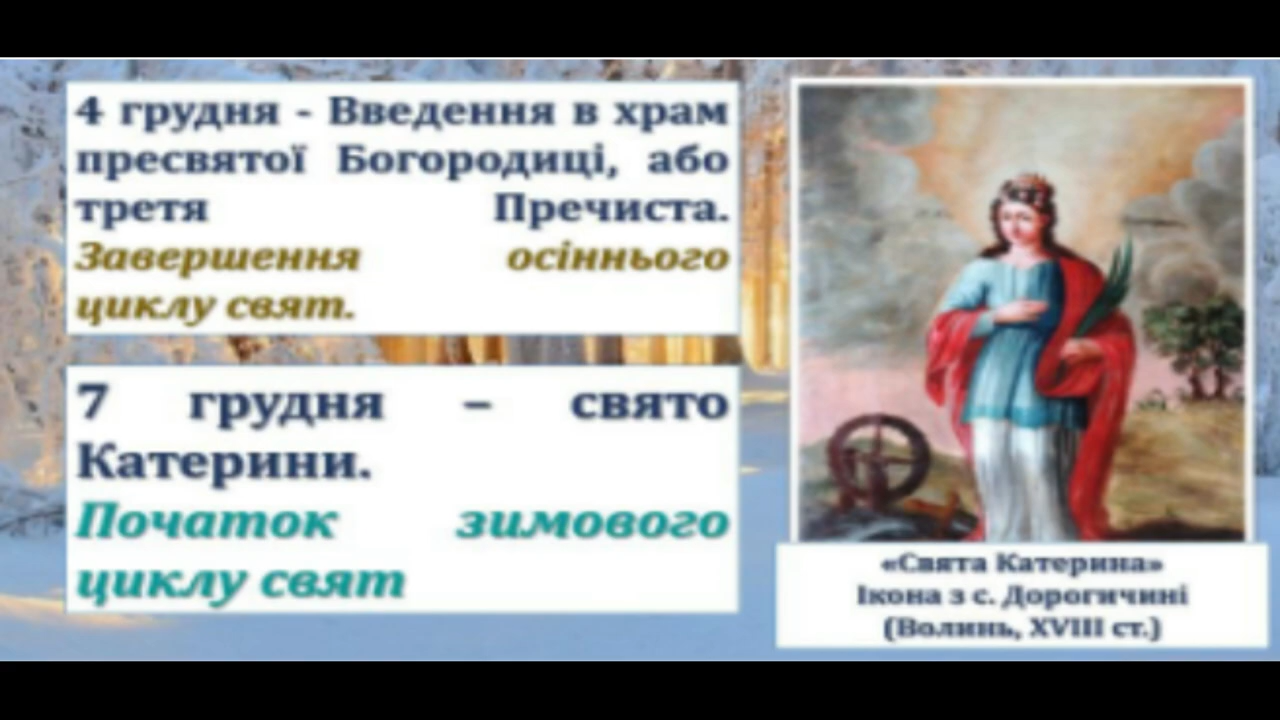 4 грудня - Введення в храм
пресвятої Богородиці, або
третя Пречиста.
Завершення осіннього
циклу свят.
7 грудня – свято
Катерини.
Початок зимового
циклу свят
«Свята Катерина»
Ікона з с. Дорогичині
(Волинь, XVIII ст.)